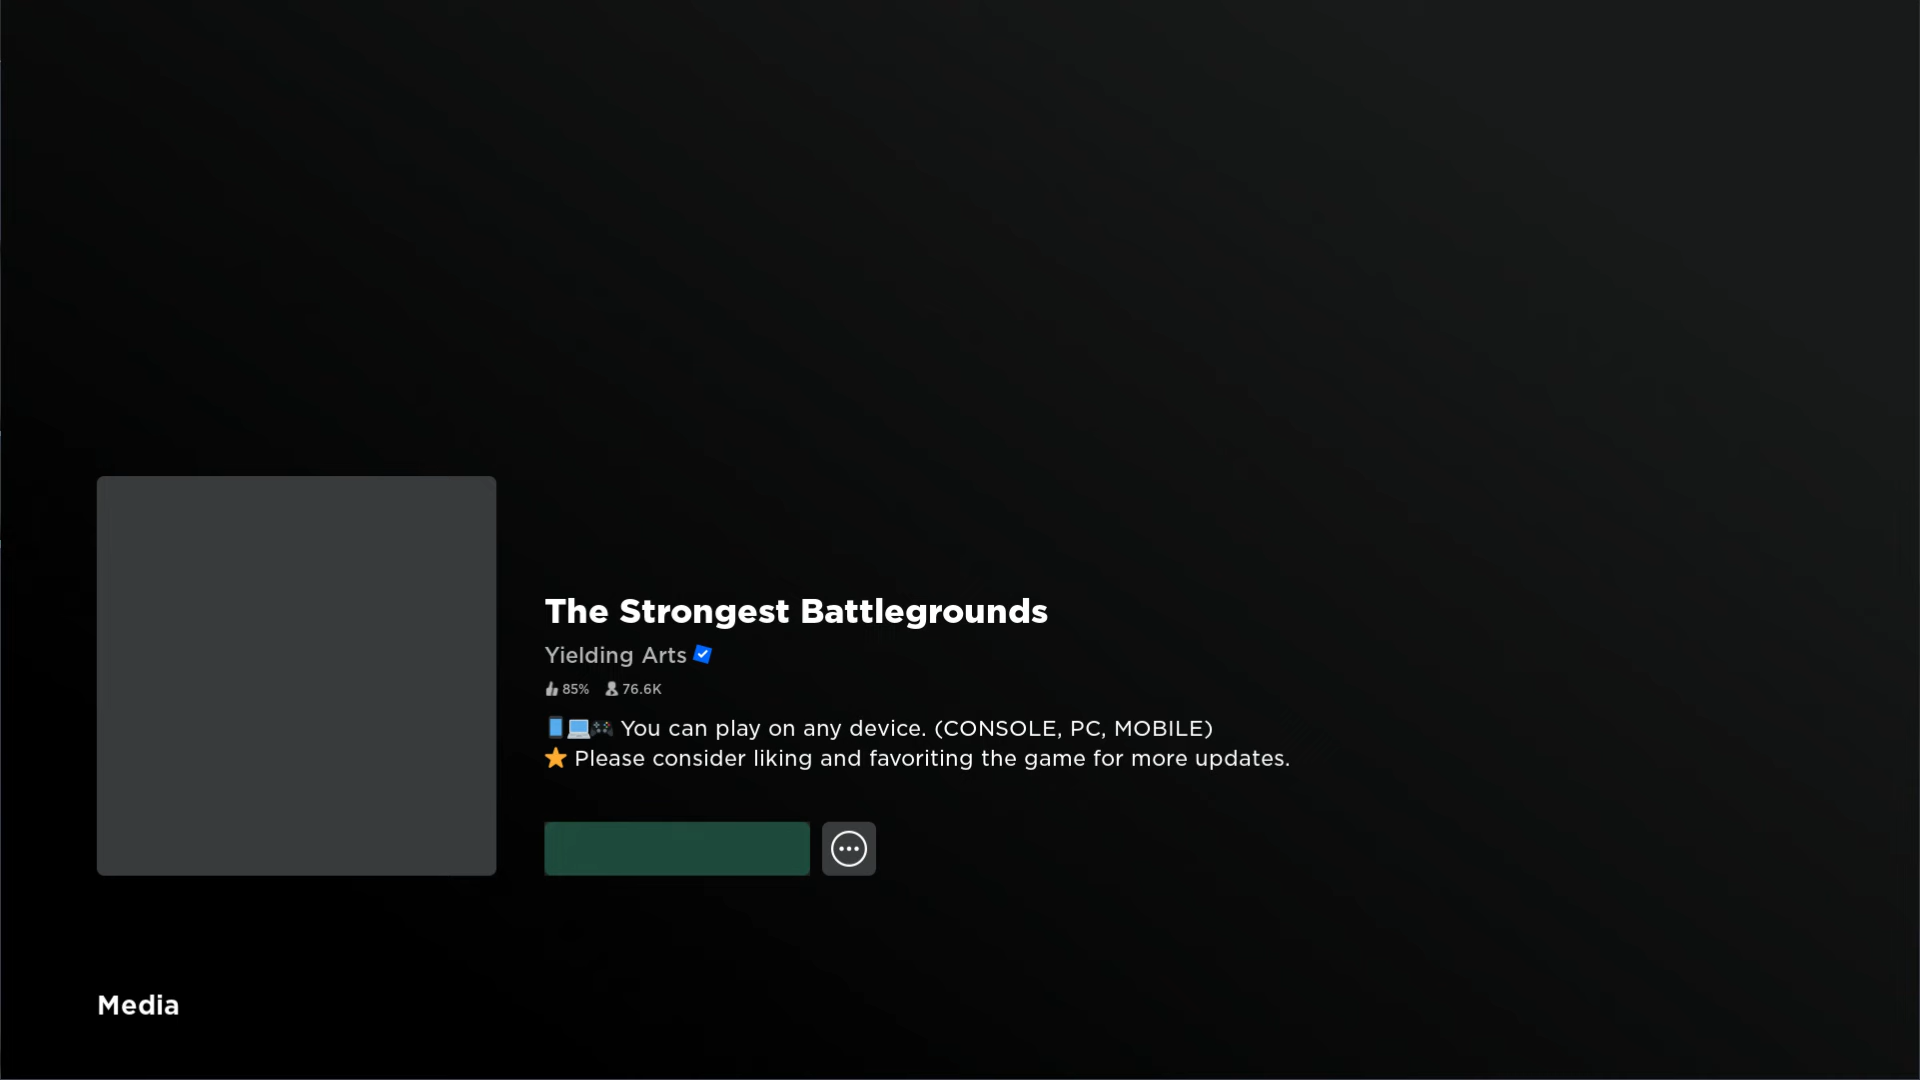 The Strongest Battlegrounds
Yielding Arts
85% 76.6K
📱💻🎮 You can play on any device. (CONSOLE, PC, MOBILE)
⭐ Please consider liking and favoriting the game for more updates.
Media